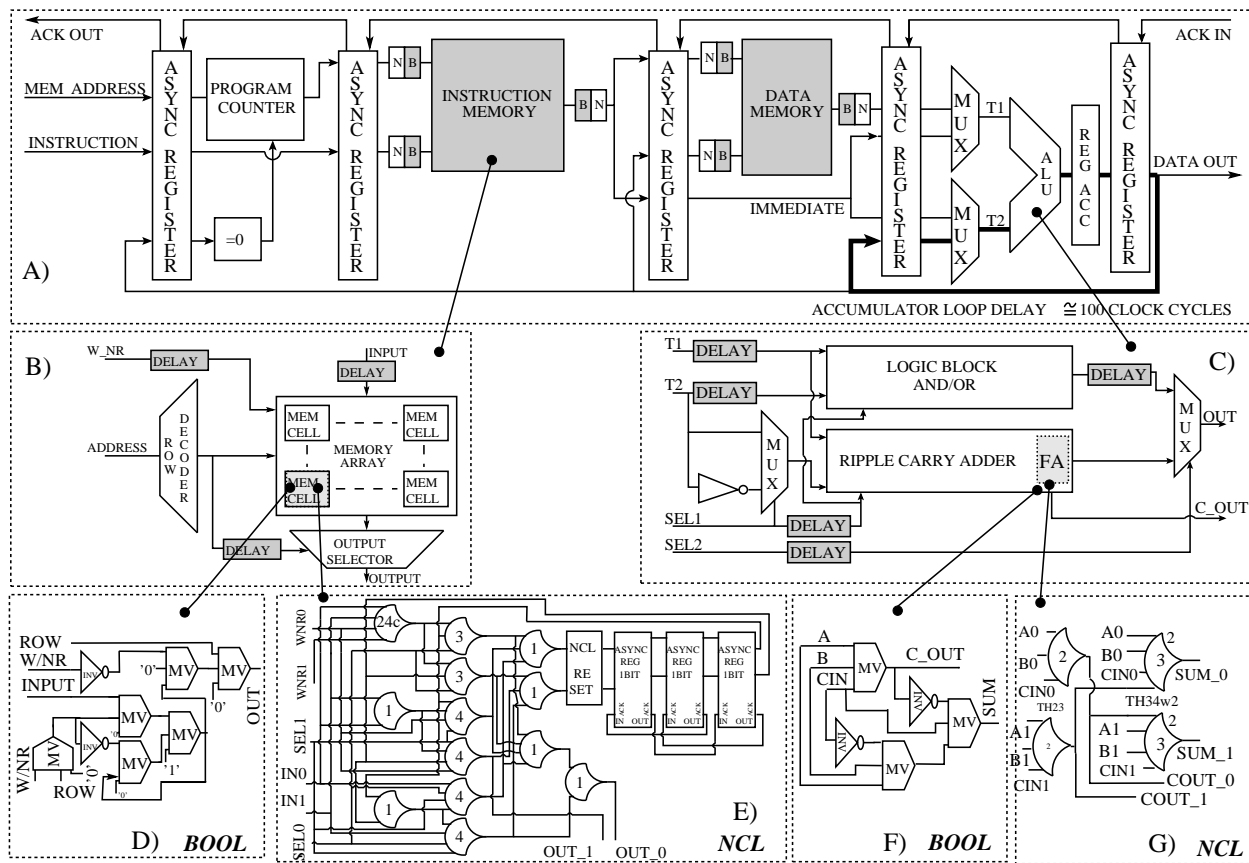 ACK OUT
ACK IN
MEM ADDRESS
INSTRUCTION
ASYNC REGISTER
PROGRAM
COUNTER
=0
ASYNC REGISTER
N B
N B
INSTRUCTION
MEMORY
B N
ASYNC REGISTER
N B
N B
DATA
MEMORY
B N
IMMEDIATE
ASYNC REGISTER
MUX
MUX
T1
T2
ALU
REG ACC
ASYNC REGISTER
DATA OUT
A)
ACCUMULATOR LOOP DELAY ≅100 CLOCK CYCLES
B)
W_NR
DELAY
INPUT
DELAY
ADDRESS
ROW
DECODER
MEM
CELL
MEM
CELL
MEMORY
ARRAY
MEM
CELL
MEM
CELL
DELAY
OUTPUT
SELECTOR
OUTPUT
C)
T1
DELAY
T2
DELAY
LOGIC BLOCK
AND/OR
DELAY
MUX
OUT
MUX
RIPPLE CARRY ADDER
FA
C_OUT
SEL1
DELAY
SEL2
DELAY
ROW
W/NR
INPUT
INV
'0'
MV
MV
'0'
OUT
MV
'0'
INV
MV
MV
'1'
MV
W/NR
'0'
ROW
'0'
D)
BOOL
WNR0
WNR1
SEL1
IN0
IN1
SEL0
24c
3
3
1
4
4
4
1
4
1
1
1
1
NCL
RE
SET
ASYNC
REG
1BIT
ACK
IN OUT
ASYNC
REG
1BIT
ACK
IN OUT
ASYNC
REG
1BIT
ACK
IN OUT
OUT_1
OUT_0
E)
NCL
A
B
CIN
MV
C_OUT
INV
INV
MV
MV
SUM
F)
BOOL
A0
B0
CIN0
2
TH23
A0
B0
CIN0
2
3
SUM_0
TH34w2
A1
B1
CIN1
2
A1
B1
CIN1
2
3
SUM_1
COUT_0
COUT_1
G)
NCL